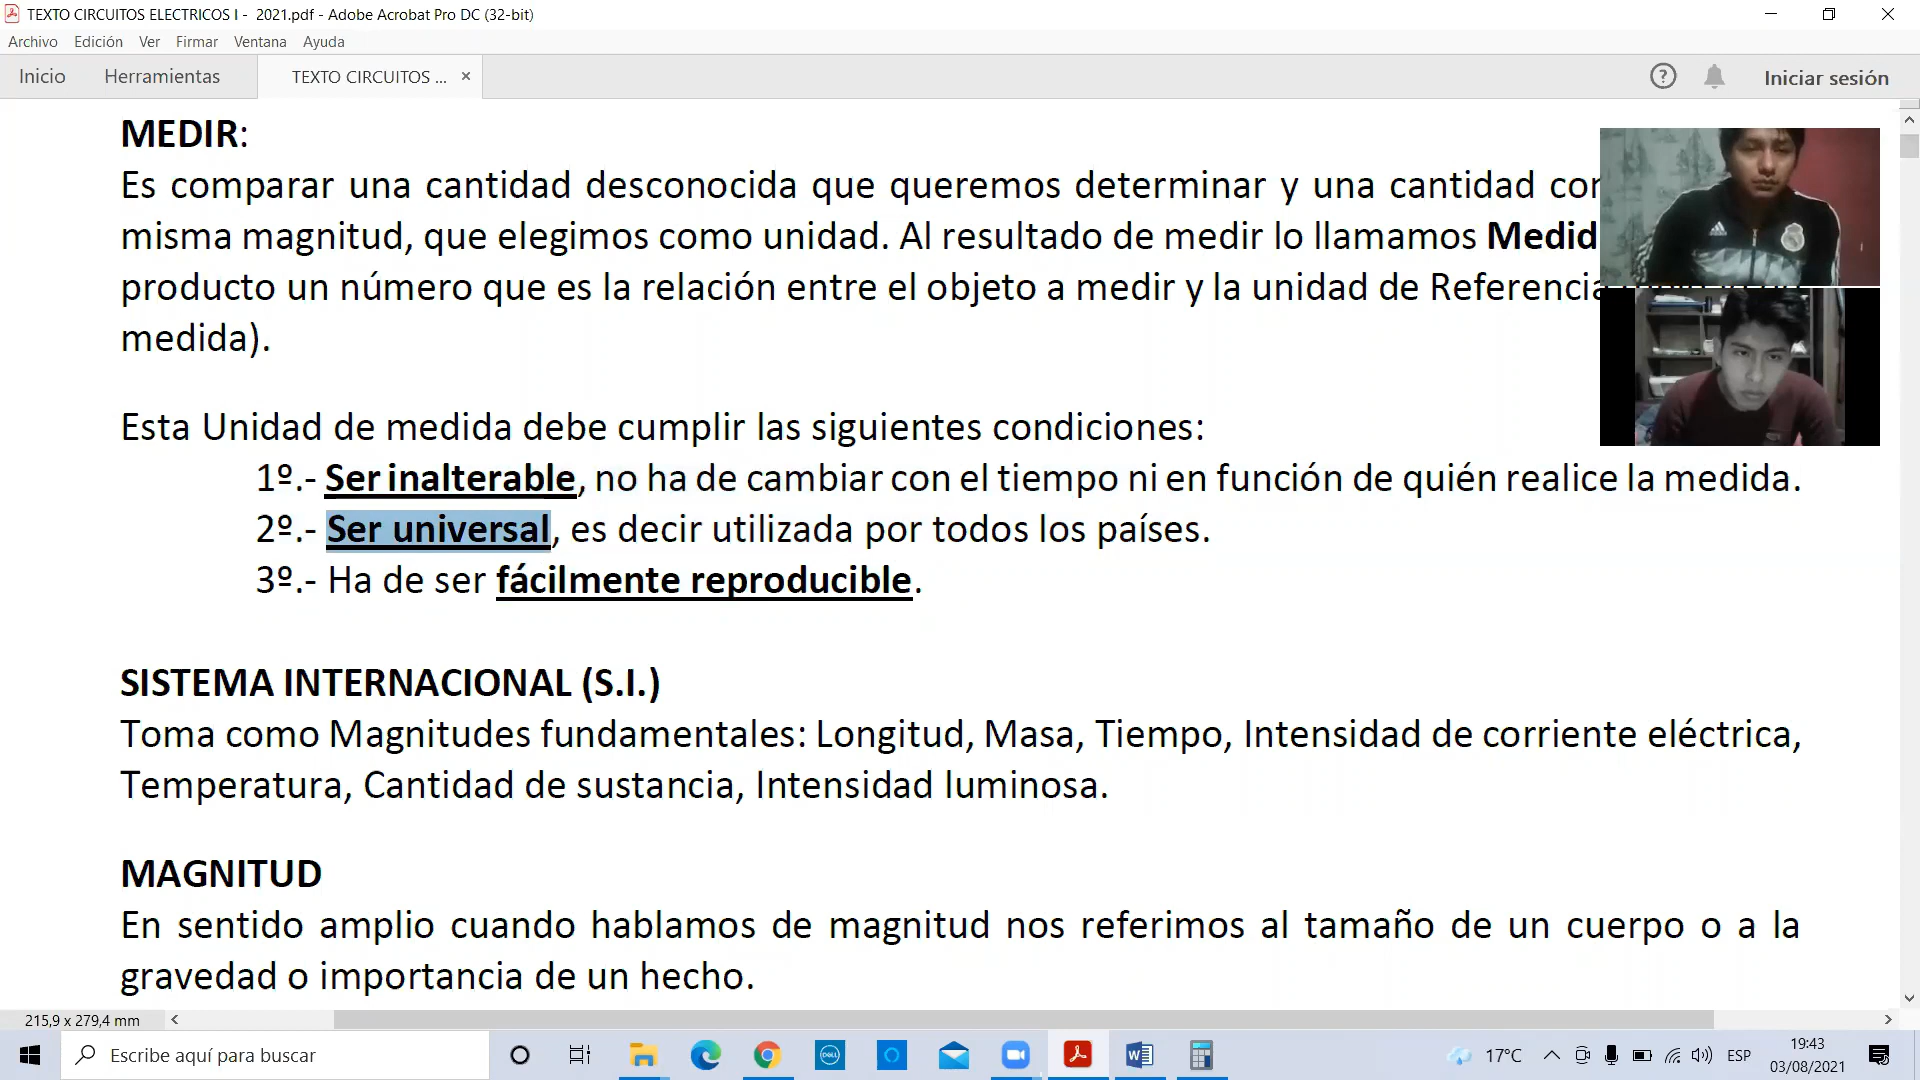 TEXTO CIRCUITOS ELECTRICOS I - 2021.pdf - Adobe Acrobat Pro DC (32-bit)
Archivo Edición Ver Firmar Ventana Ayuda
Inicio Herramientas TEXTO CIRCUITOS ... × Iniciar sesión
MEDIR:
Es comparar una cantidad desconocida que queremos determinar y una cantidad
misma magnitud, que elegimos como unidad. Al resultado de medir lo llamamos
producto un número que es la relación entre el objeto a medir y la unidad de Referencia
medida).
Esta Unidad de medida debe cumplir las siguientes condiciones:
1º.- Ser inalterable, no ha de cambiar con el tiempo ni en función de quién realice la medida.
2º.- Ser universal, es decir utilizada por todos los países.
3º.- Ha de ser fácilmente reproducible.
SISTEMA INTERNACIONAL (S.I.)
Toma como Magnitudes fundamentales: Longitud, Masa, Tiempo, Intensidad de corriente eléctrica,
Temperatura, Cantidad de sustancia, Intensidad luminosa.
MAGNITUD
En sentido amplio cuando hablamos de magnitud nos referimos al tamaño de un cuerpo o a la
gravedad o importancia de un hecho.
215,9 x 279,4 mm
Escribe aquí para buscar
DELL
17°C
ESP
19:43
03/08/2021